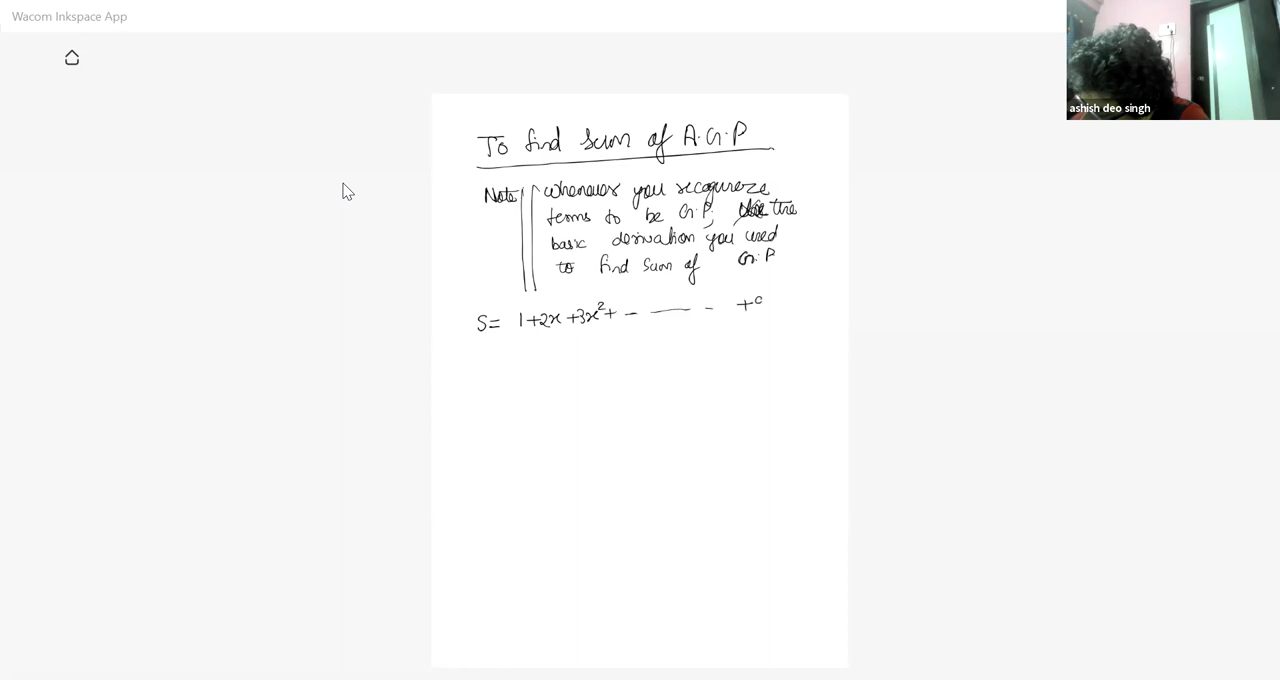 Wacom Inkspace App
ashish deo singh
To find Sum of A.G.P
Note whenever you recognize
terms to be G.P, the
basic derivation you used
to find sum of G.P
S= 1+2x+3x²+ - — - +